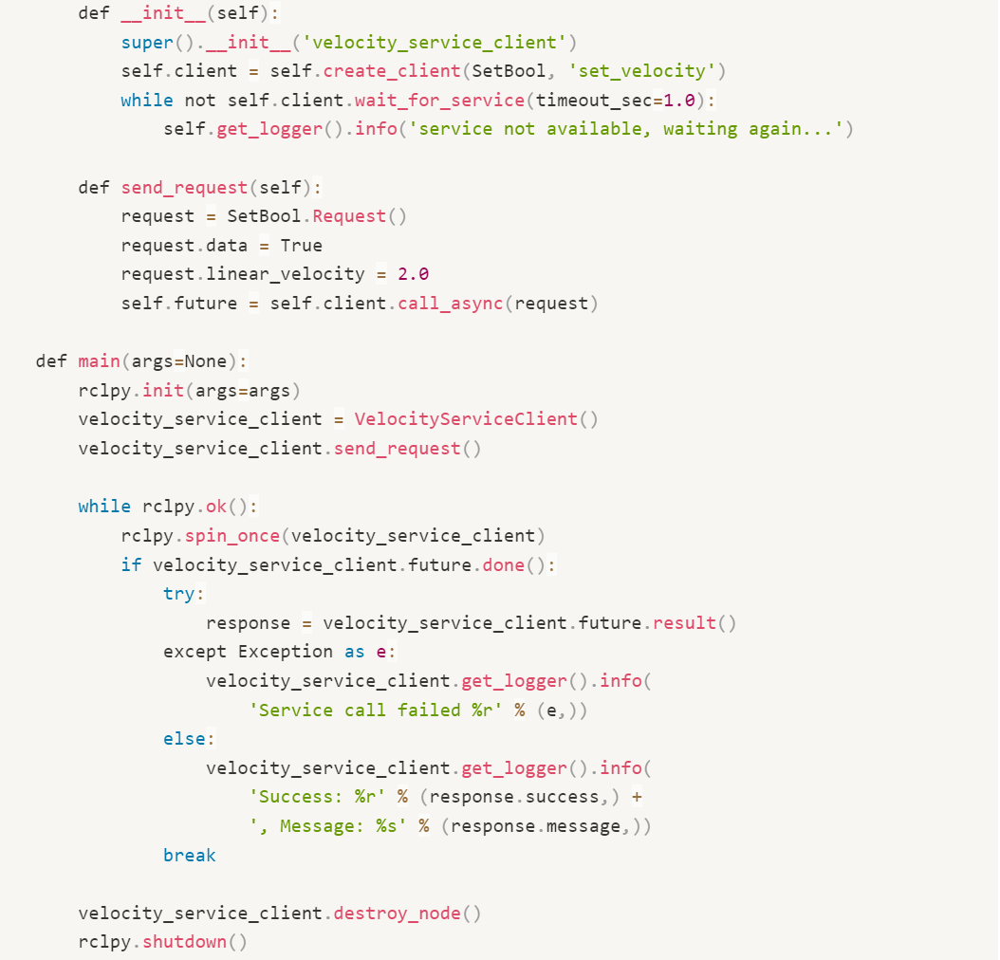 def __init__(self):
super().__init__('velocity_service_client')
self.client = self.create_client(SetBool, 'set_velocity')
while not self.client.wait_for_service(timeout_sec=1.0):
self.get_logger().info('service not available, waiting again...')
def send_request(self):
request = SetBool.Request()
request.data = True
request.linear_velocity = 2.0
self.future = self.client.call_async(request)
def main(args=None):
rclpy.init(args=args)
velocity_service_client = VelocityServiceClient()
velocity_service_client.send_request()
while rclpy.ok():
rclpy.spin_once(velocity_service_client)
if velocity_service_client.future.done():
try:
response = velocity_service_client.future.result()
except Exception as e:
velocity_service_client.get_logger().info(
'Service call failed %r' % (e,))
else:
velocity_service_client.get_logger().info(
'Success: %r' % (response.success,) +
', Message: %s' % (response.message,))
break
velocity_service_client.destroy_node()
rclpy.shutdown()